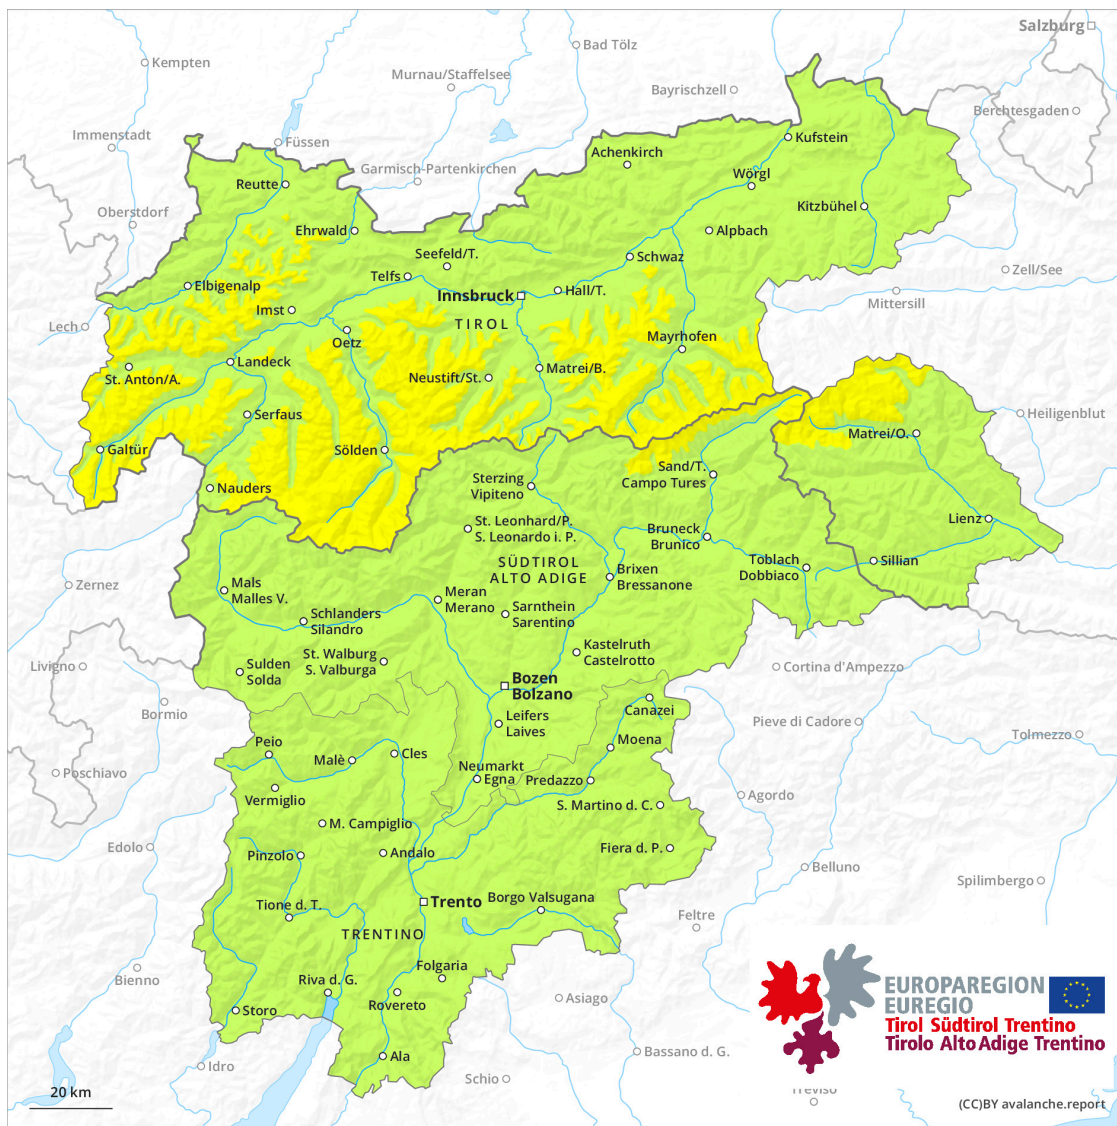 Salzburg
Bad Tölz
Kempten
Murnau/Staffelsee
Bayrischzell
Berchtesgaden
Immenstadt
Füssen
Kufstein
Achenkirch
Garmisch-Partenkirchen
Wörgl
Reutte
Kitzbühel
Oberstdorf
Ehrwald
Alpbach
Seefeld/T.
Schwaz
Zell/See
Telfs
Elbigenalp
Hall/T.
Innsbruck
Mittersill
Imst
TIROL
Lech
Oetz
Mayrhofen
Landeck
Matrei/B.
St. Anton/A.
Neustift/St.
Serfaus
Heiligenblut
Matrei/O.
Galtür
Sölden
Sand/T.
Campo Tures
Sterzing
Vipiteno
Nauders
Lienz
St. Leonhard/P.
S. Leonardo i. P.
Bruneck
Brunico
SÜDTIROL
ALTO ADIGE
Toblach
Dobbiaco
Sillian
Brixen
Bressanone
Zernez
Mals
Malles V.
Meran
Merano
Schlanders
Silandro
Sarnthein
Sarentino
Kastelruth
Castelrotto
St. Walburg
S. Valburga
Livigno
Sulden
Solda
Cortina d'Ampezzo
Bozen
Bolzano
Bormio
Canazei
Leifers
Laives
Pieve di Cadore
Tolmezzo
Moena
Peio
Cles
Malè
Poschiavo
Neumarkt
Egna
Predazzo
Vermiglio
Agordo
S. Martino d. C.
M. Campiglio
Edolo
Fiera d. P.
Pinzolo
Andalo
Belluno
Spilimbergo
Borgo Valsugana
Trento
Tione d. T.
Feltre
TRENTINO
Folgaria
Bienno
Riva d. G.
Rovereto
Asiago
Storo
EUROPAREGION
EUREGIO
Tirol Südtirol Trentino
Tirolo Alto Adige Trentino
Ala
Bassano d. G.
Idro
Schio
Treviso
20 km
(CC)BY avalanche.report